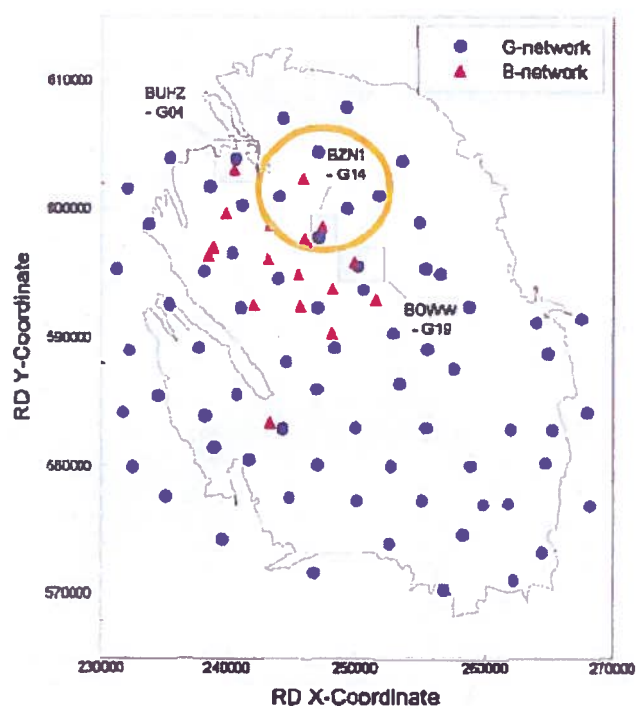 G-network
B-network
610000
BUHZ
- G04
BZN1
- G14
600000
BOWW
- G19
590000
580000
570000
RD Y-Coordinate
230000
240000
250000
260000
270000
RD X-Coordinate